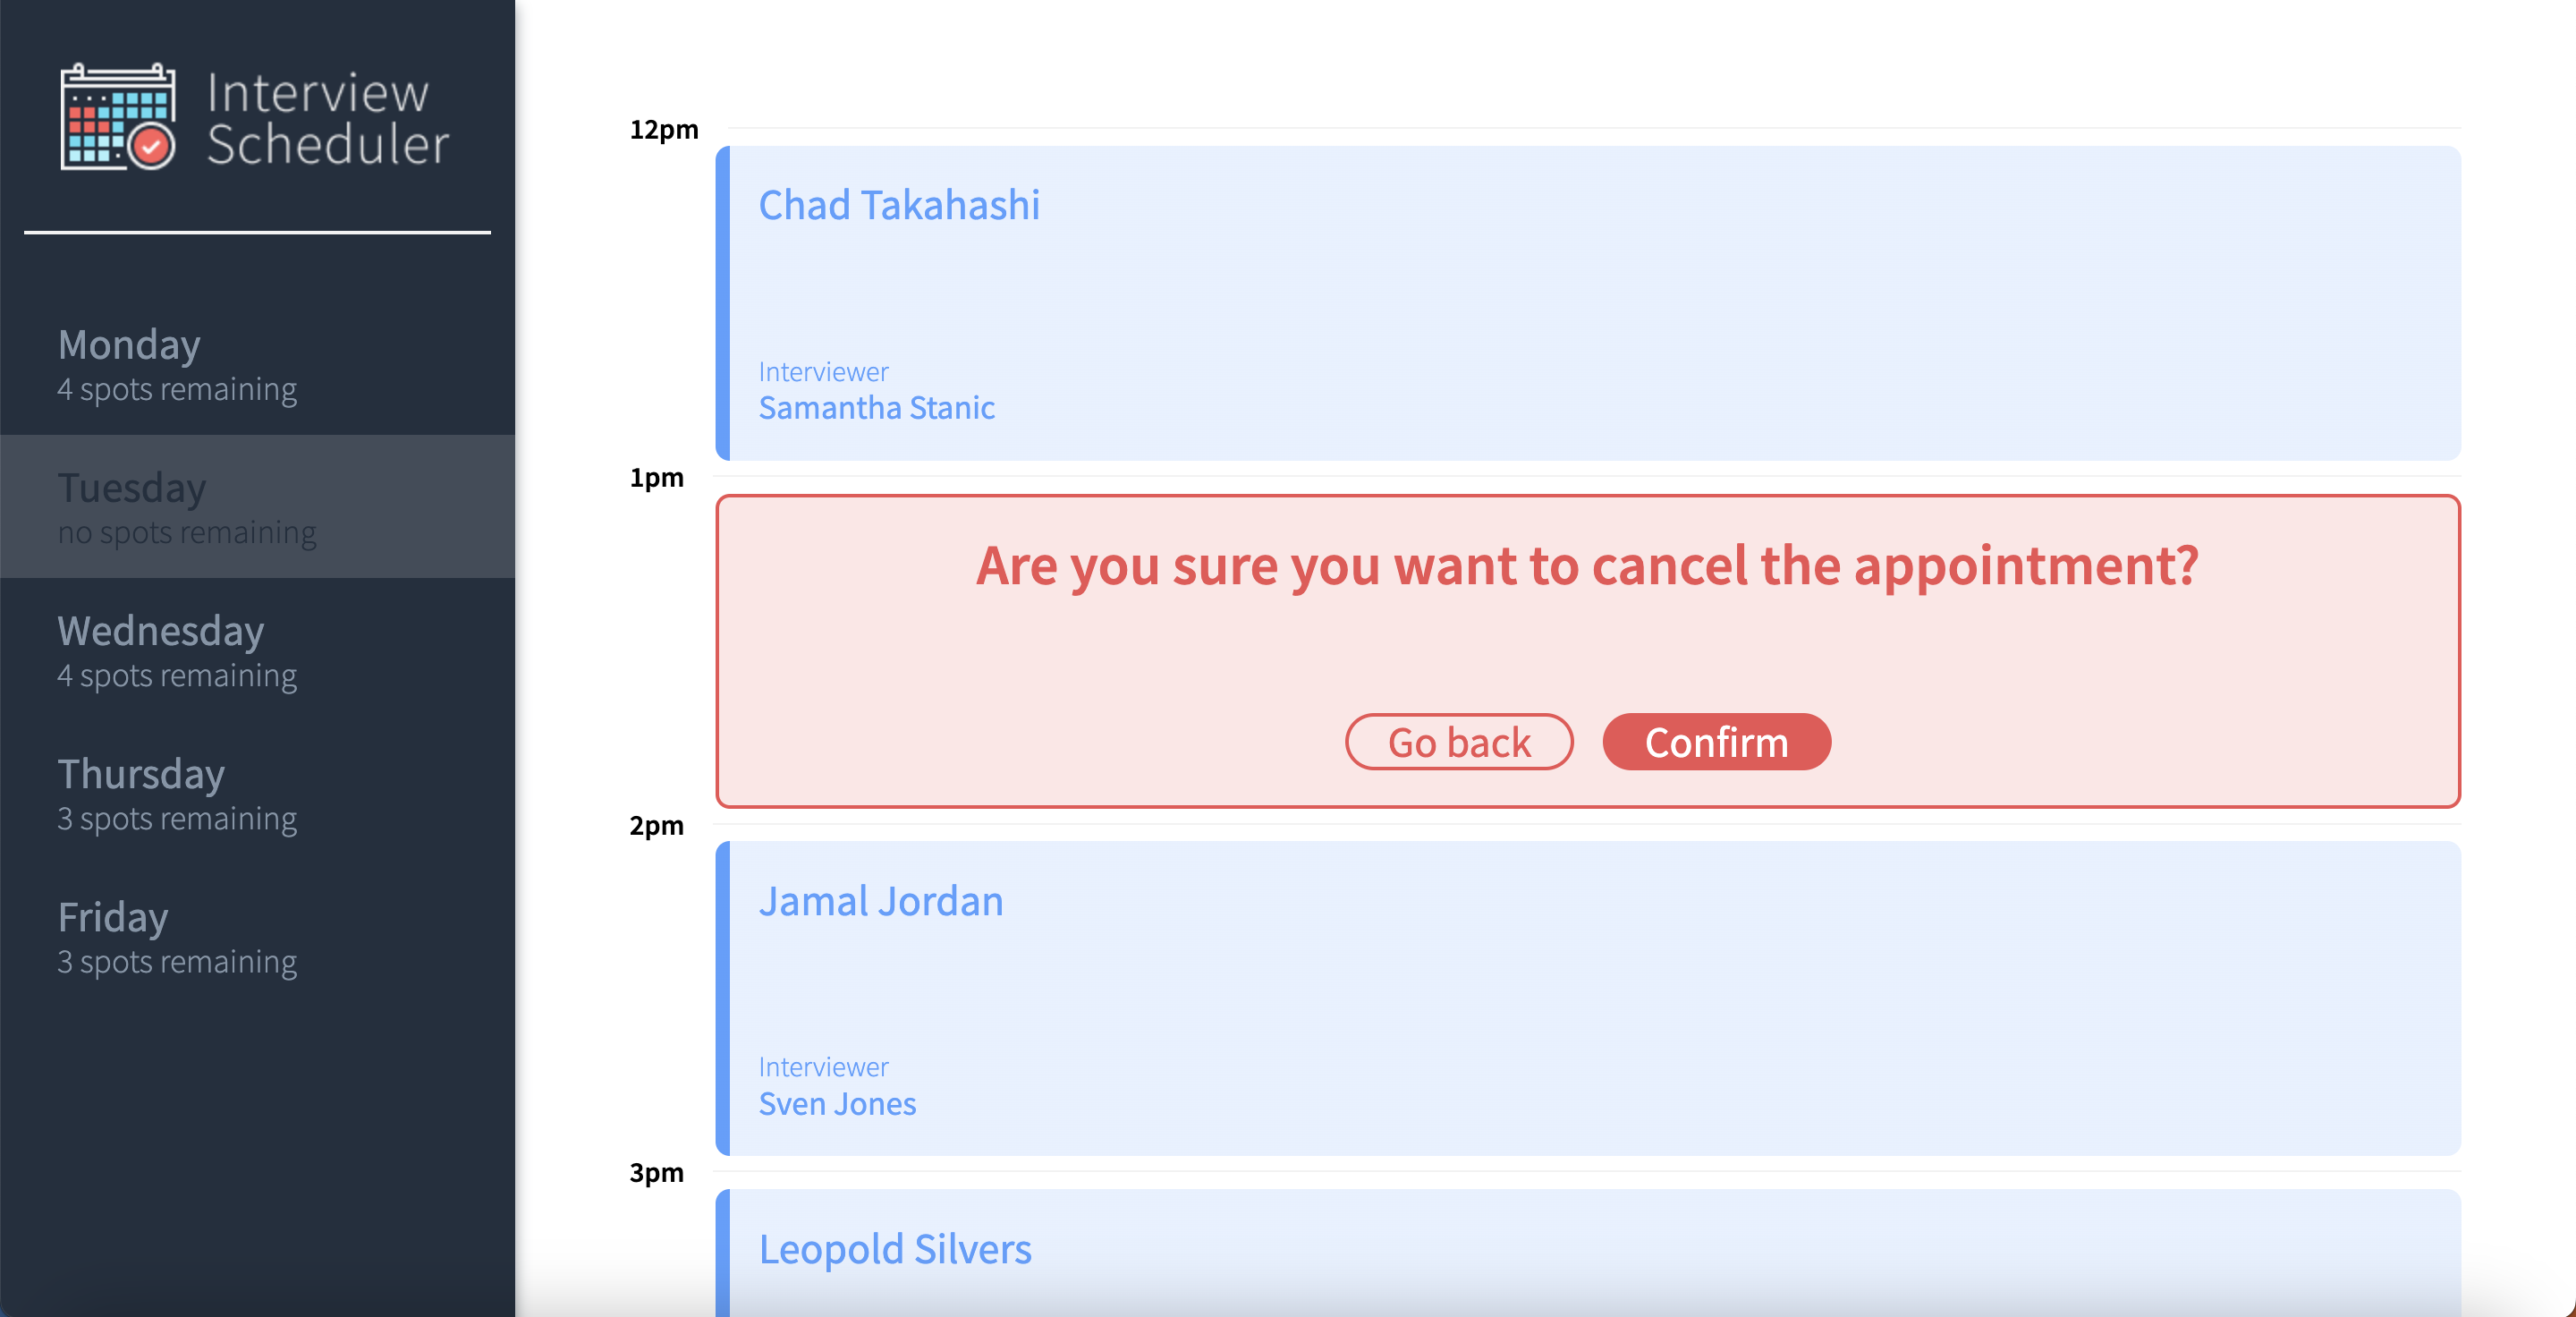 Interview
Scheduler
Monday
4 spots remaining
Tuesday
no spots remaining
Wednesday
4 spots remaining
Thursday
3 spots remaining
Friday
3 spots remaining
12pm
Chad Takahashi
Interviewer
Samantha Stanic
1pm
Are you sure you want to cancel the appointment?
Go back Confirm
2pm
Jamal Jordan
Interviewer
Sven Jones
3pm
Leopold Silvers